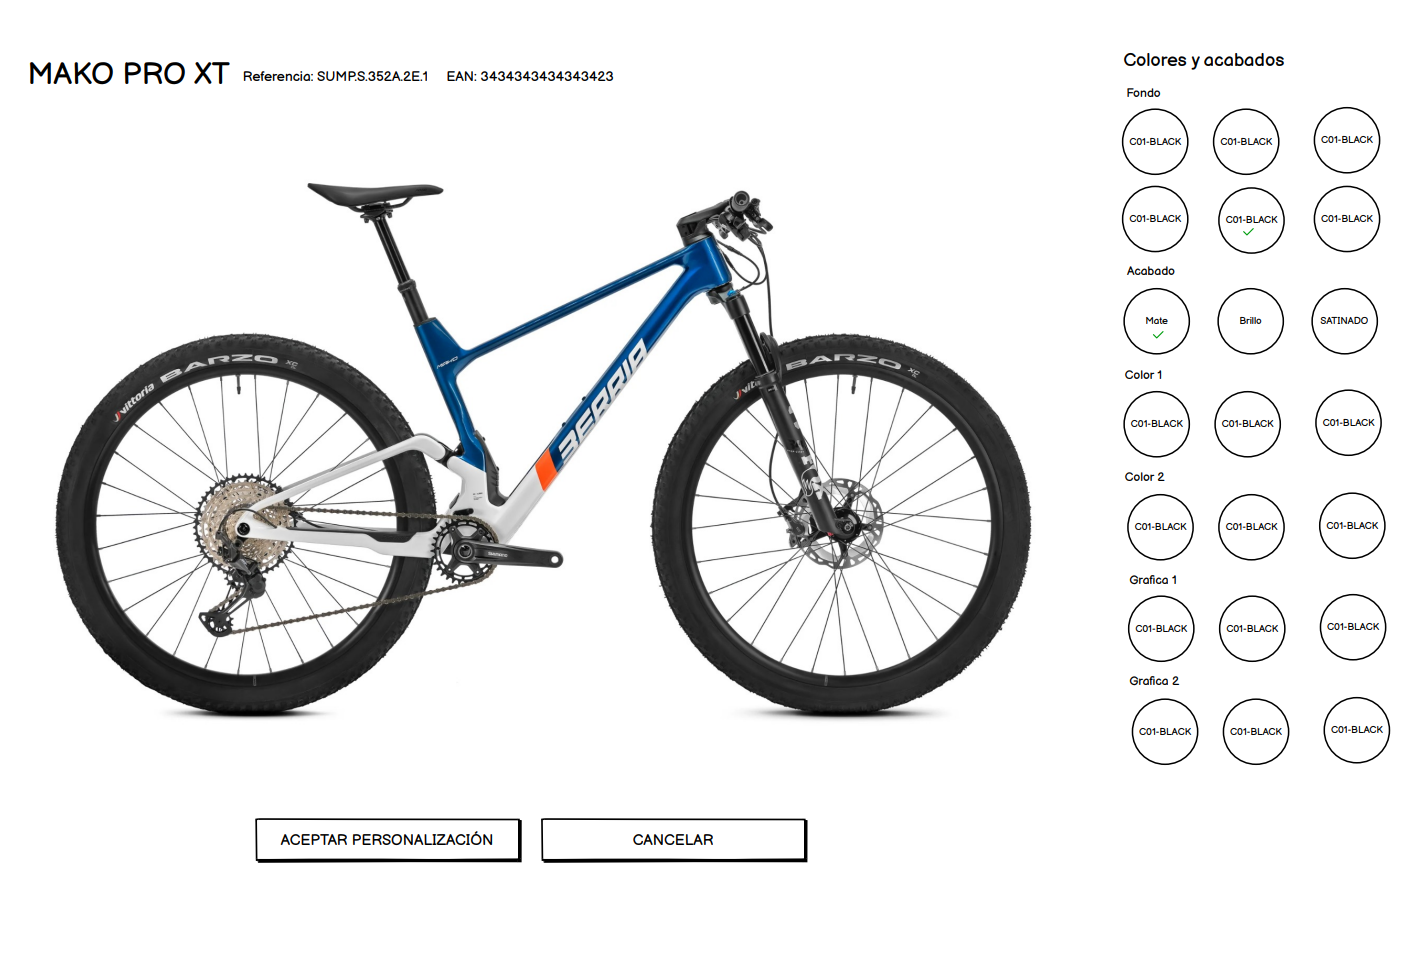 MAKO PRO XT Referencia: SUMP.S.352A.2E.1 EAN: 3434343434343423
Colores y acabados
Fondo
C01-BLACK C01-BLACK C01-BLACK
C01-BLACK C01-BLACK C01-BLACK
Acabado
Mate Brillo SATINADO
Color 1
C01-BLACK C01-BLACK C01-BLACK
Color 2
C01-BLACK C01-BLACK C01-BLACK
Grafica 1
C01-BLACK C01-BLACK C01-BLACK
Grafica 2
C01-BLACK C01-BLACK C01-BLACK
vittoria BARZO XC
MAKO
BERRIA
BARZO XC
SHIMANO
ACEPTAR PERSONALIZACIÓN
CANCELAR